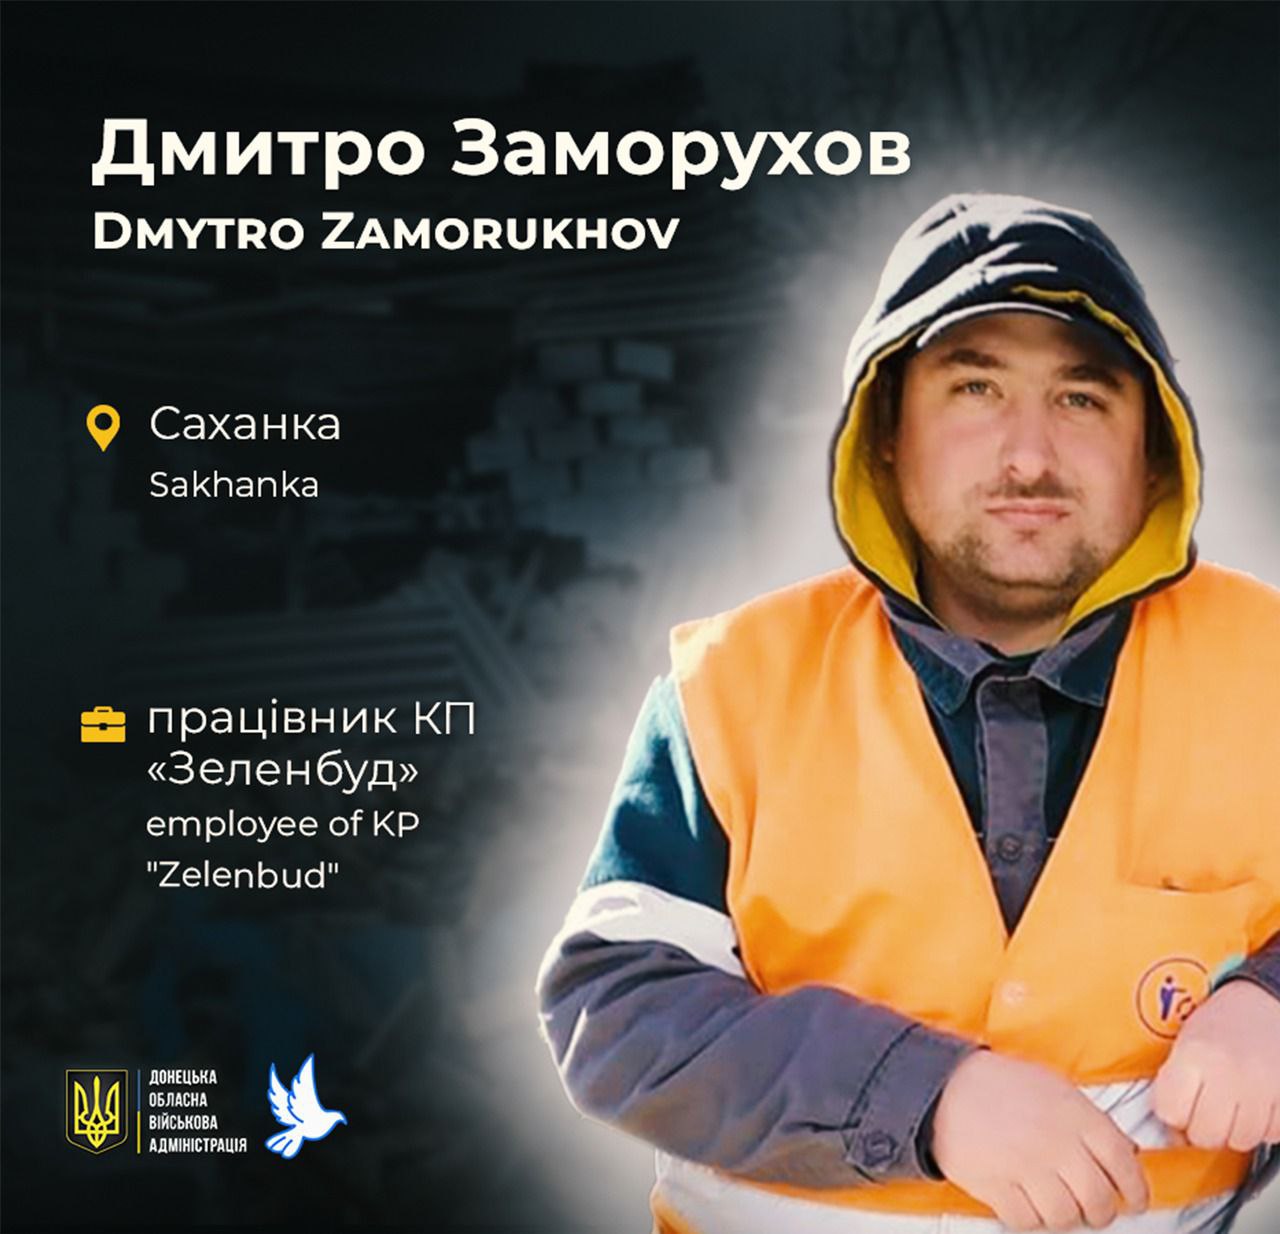 Дмитро Заморухов
Dmytro Zamorukhov
Саханка
Sakhanka
працівник КП
«Зеленбуд»
employee of KP
"Zelenbud"
ДОНЕЦЬКА
ОБЛАСНА
ВІЙСЬКОВА
АДМІНІСТРАЦІЯ